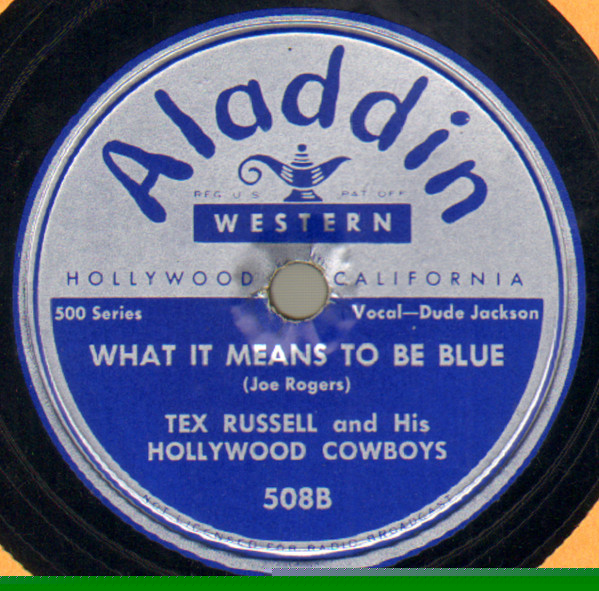 Aladdin
REG. U.S. PAT. OFF.
WESTERN
HOLLYWOOD CALIFORNIA
500 Series Vocal—Dude Jackson
WHAT IT MEANS TO BE BLUE
(Joe Rogers)
TEX RUSSELL and His
HOLLYWOOD COWBOYS
508B
NOT LICENSED FOR RADIO BROADCAST